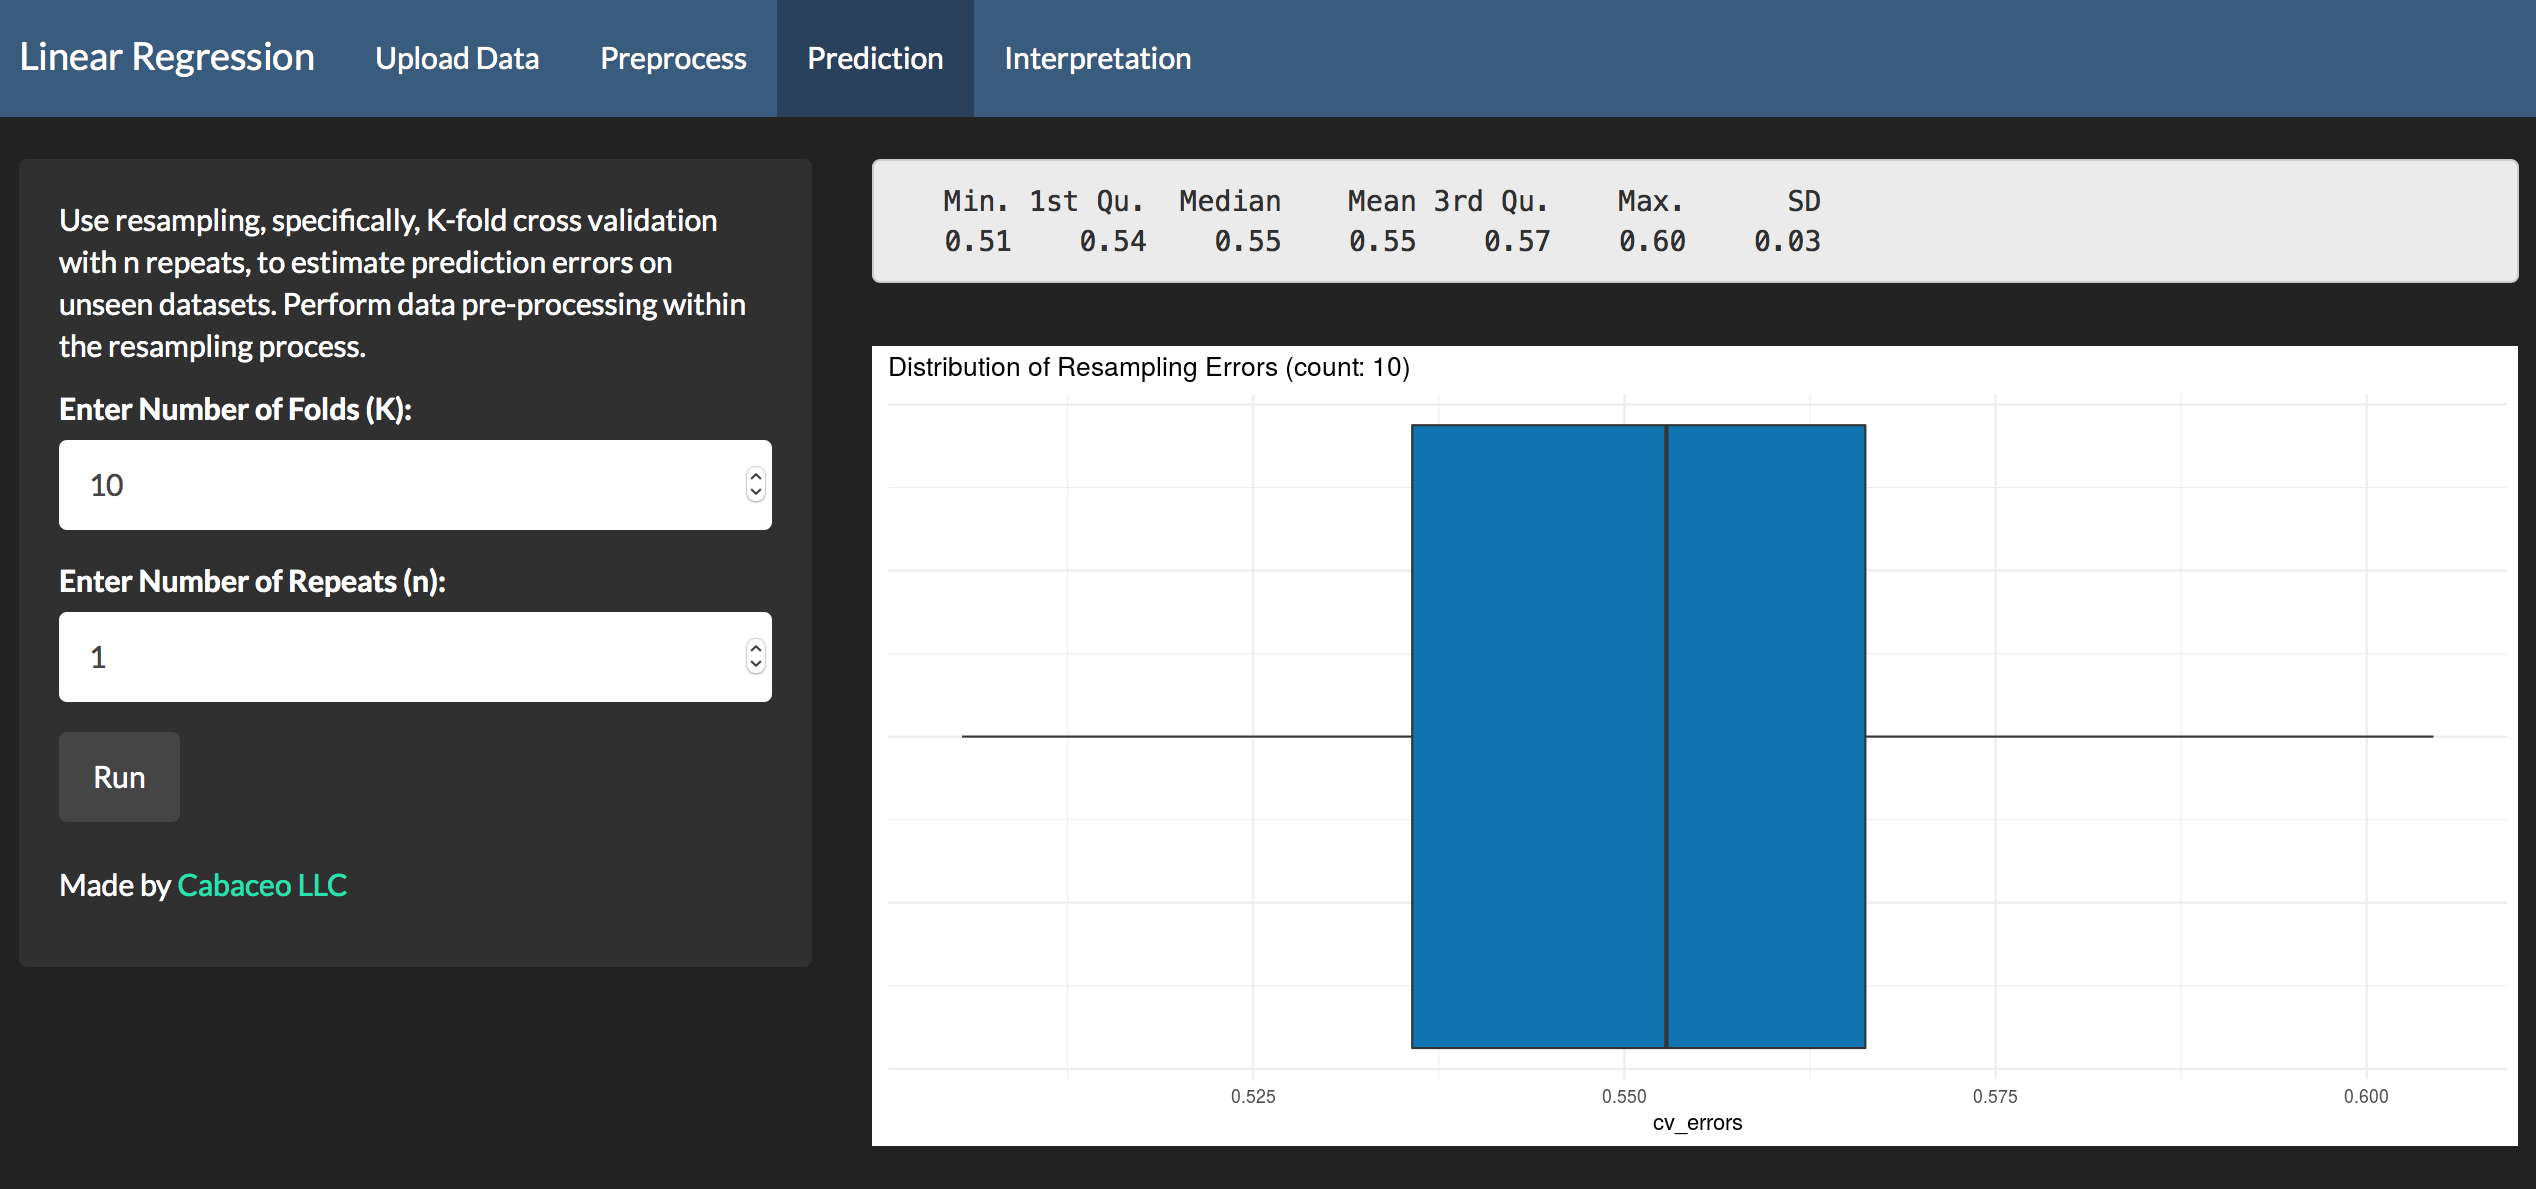 Linear Regression Upload Data Preprocess Prediction Interpretation
Use resampling, specifically, K-fold cross validation
with n repeats, to estimate prediction errors on
unseen datasets. Perform data pre-processing within
the resampling process.
Enter Number of Folds (K):
10
Enter Number of Repeats (n):
1
Run
Made by Cabaceo LLC
Min. 1st Qu. Median Mean 3rd Qu. Max. SD
0.51 0.54 0.55 0.55 0.57 0.60 0.03
Distribution of Resampling Errors (count: 10)
0.525 0.550 0.575 0.600
cv_errors